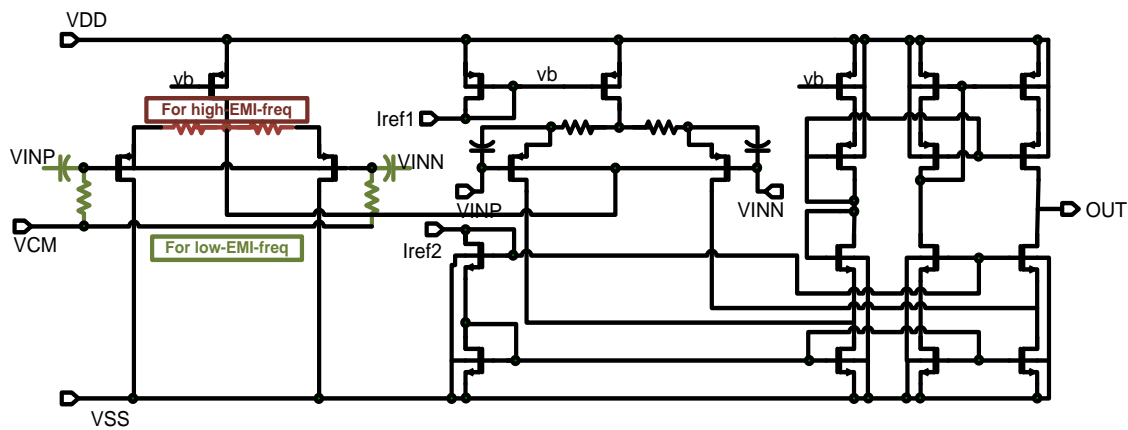 VDD
vb
vb
vb
For high-EMI-freq
Iref1
VINP
VINN
VINP
VINN
OUT
VCM
For low-EMI-freq
Iref2
VSS